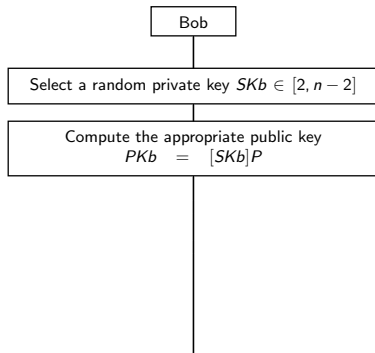 Bob
Select a random private key SKb ∈ [2, n − 2]
Compute the appropriate public key
PKb = [SKb]P